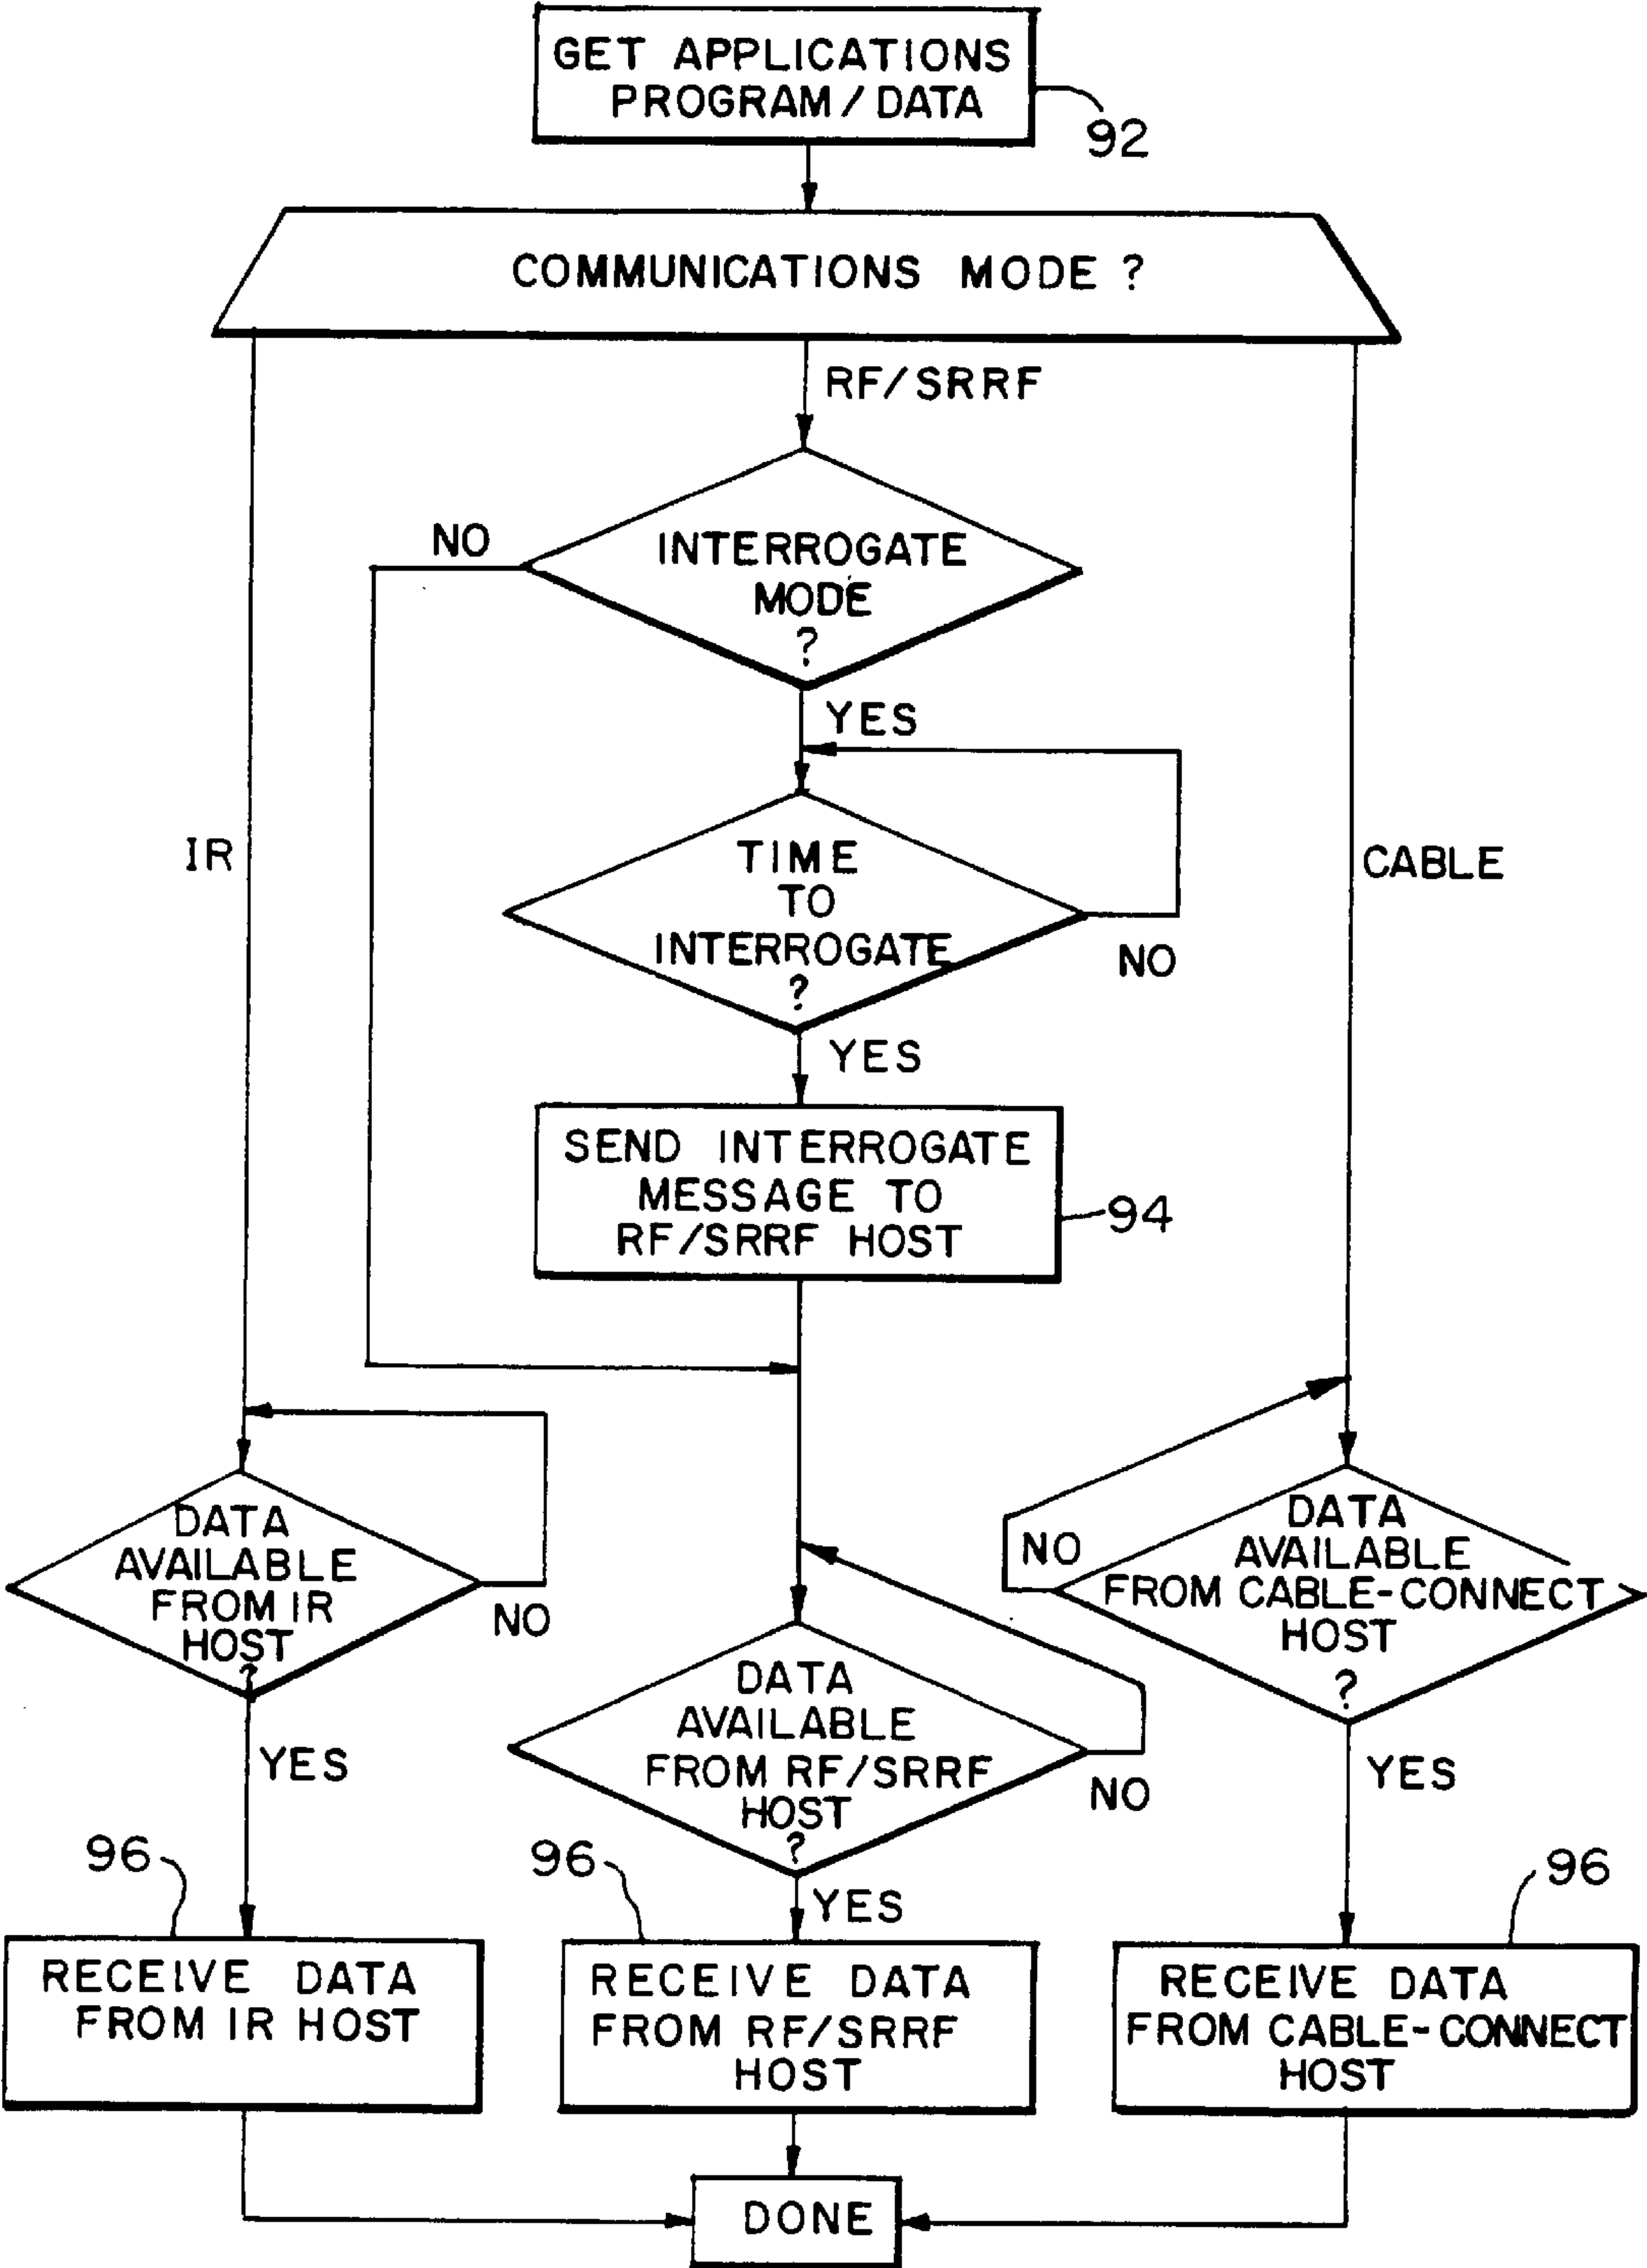 GET APPLICATIONS
PROGRAM/DATA
92
COMMUNICATIONS MODE ?
RF/SRRF
NO
INTERROGATE
MODE
?
YES
IR
CABLE
TIME
TO
INTERROGATE
?
NO
YES
SEND INTERROGATE
MESSAGE TO
RF/SRRF HOST
94
DATA
AVAILABLE
FROM IR
HOST
?
NO
YES
DATA
AVAILABLE
FROM RF/SRRF
HOST
?
NO
YES
NO
DATA
AVAILABLE
FROM CABLE-CONNECT
HOST
?
YES
96
RECEIVE DATA
FROM IR HOST
96
RECEIVE DATA
FROM RF/SRRF
HOST
96
RECEIVE DATA
FROM CABLE-CONNECT
HOST
DONE